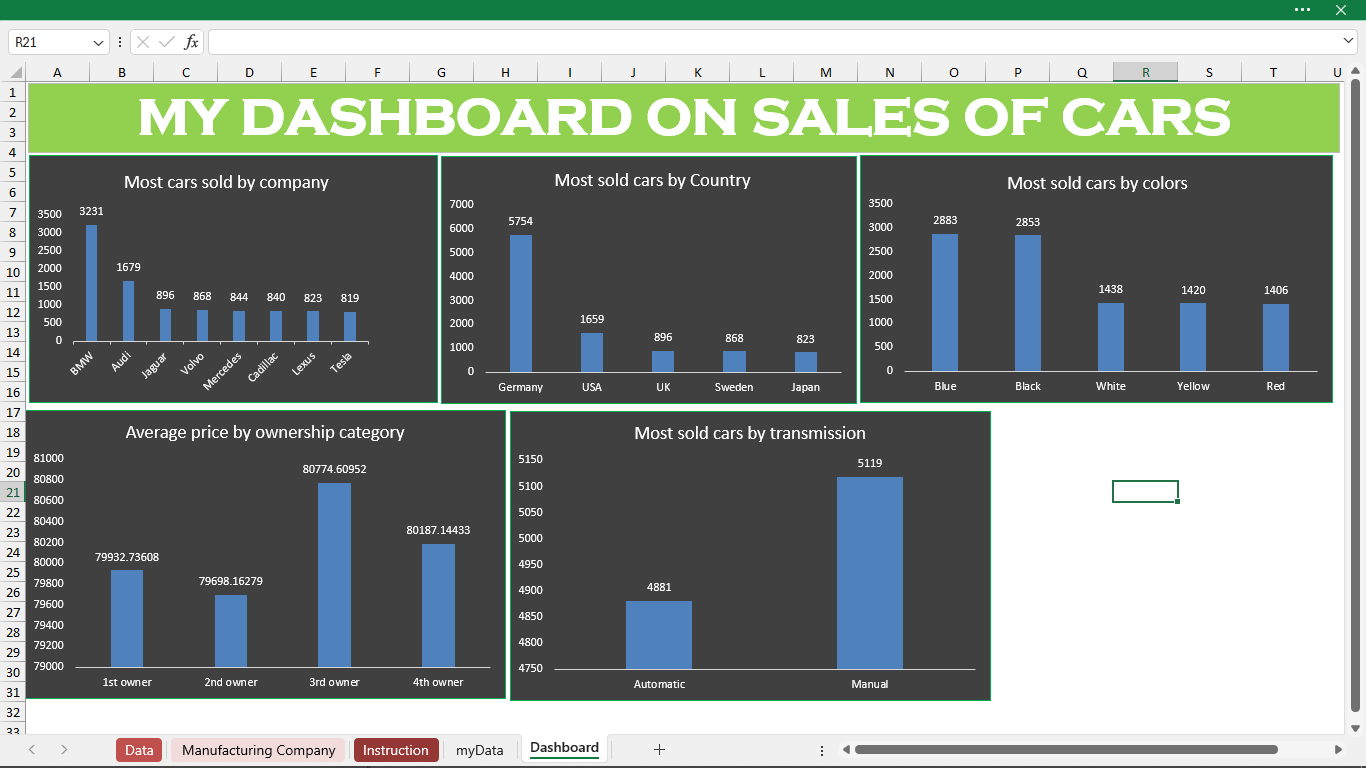 R21
fx
A B C D E F G H I J K L M N O P Q R S T U
1
2
3
4
5
6
7
8
9
10
11
12
13
14
15
16
17
18
19
20
21
22
23
24
25
26
27
28
29
30
31
32
33
MY DASHBOARD ON SALES OF CARS
Most cars sold by company
3500
3000
2500
2000
1500
1000
500
0
3231
1679
896
868
844
840
823
819
BMW
Audi
Jaguar
Volvo
Mercedes
Cadillac
Lexus
Tesla
Most sold cars by Country
7000
6000
5000
4000
3000
2000
1000
0
5754
1659
896
868
823
Germany
USA
UK
Sweden
Japan
Most sold cars by colors
3500
3000
2500
2000
1500
1000
500
0
2883
2853
1438
1420
1406
Blue
Black
White
Yellow
Red
Average price by ownership category
81000
80800
80600
80400
80200
80000
79800
79600
79400
79200
79000
79932.73608
79698.16279
80774.60952
80187.14433
1st owner
2nd owner
3rd owner
4th owner
Most sold cars by transmission
5150
5100
5050
5000
4950
4900
4850
4800
4750
4881
5119
Automatic
Manual
Data
Manufacturing Company
Instruction
myData
Dashboard